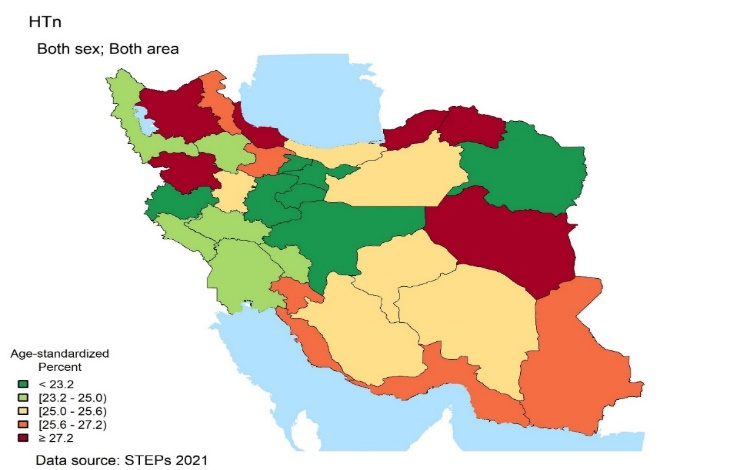 HTn
Both sex; Both area
Age-standardized
Percent
< 23.2
[23.2 - 25.0)
[25.0 - 25.6)
[25.6 - 27.2)
≥ 27.2
Data source: STEPs 2021